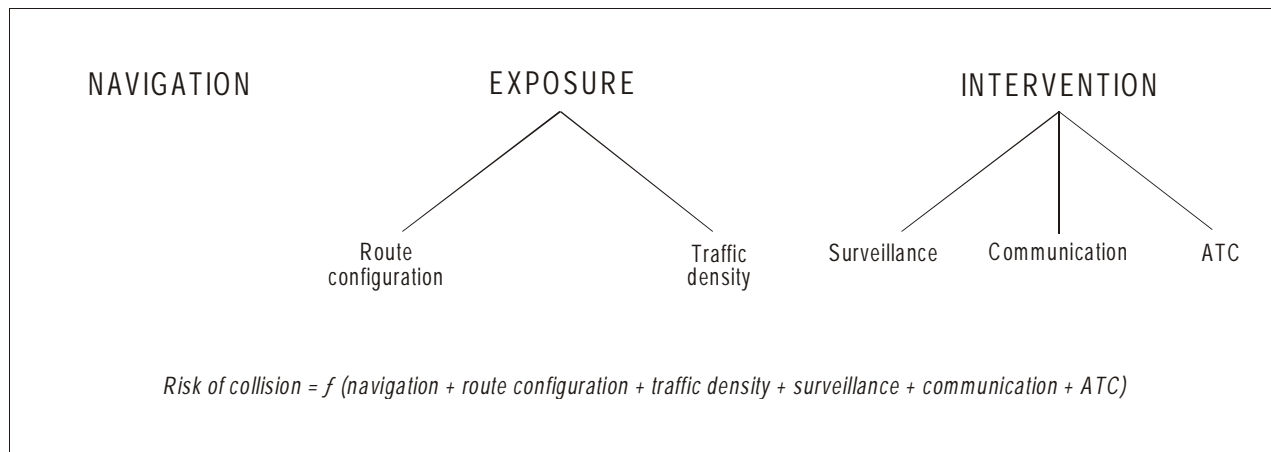 NAVIGATION
EXPOSURE
INTERVENTION
Route
configuration
Traffic
density
Surveillance
Communication
ATC
Risk of collision = f (navigation + route configuration + traffic density + surveillance + communication + ATC)